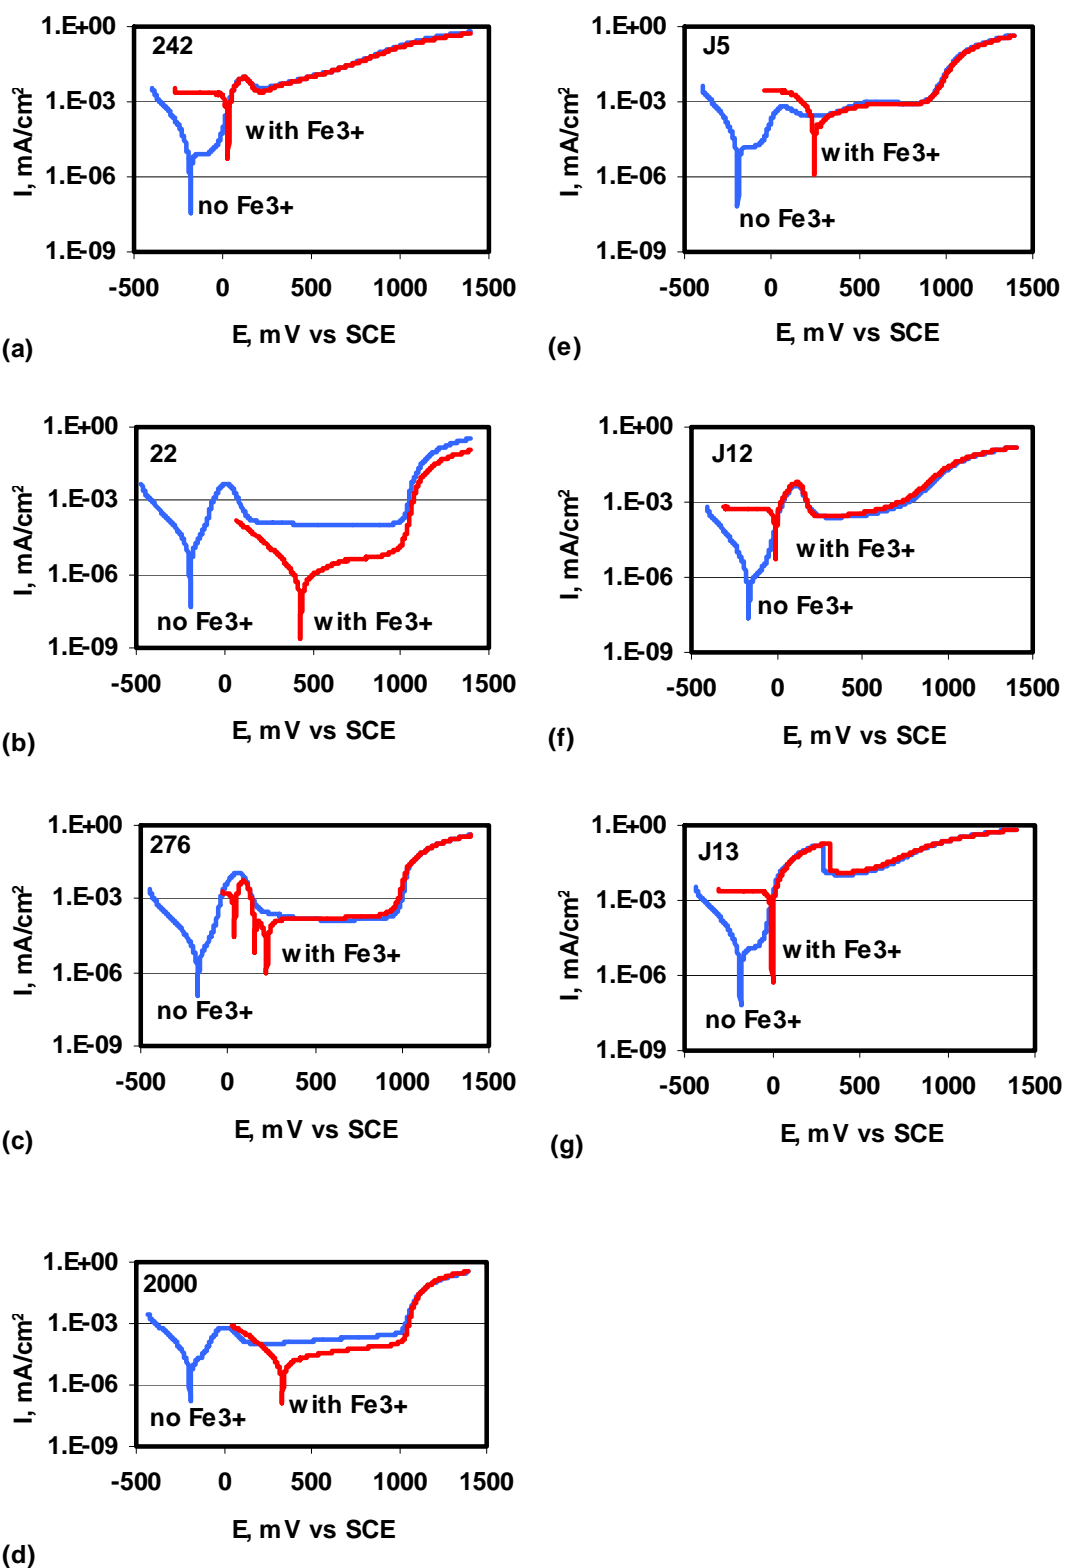 1.E+00
242
1.E-03
with Fe3+
1.E-06
no Fe3+
1.E-09
I, mA/cm²
-500 0 500 1000 1500
E, mV vs SCE
(a)
1.E+00
22
1.E-03
1.E-06
no Fe3+ with Fe3+
1.E-09
I, mA/cm²
-500 0 500 1000 1500
E, mV vs SCE
(b)
1.E+00
276
1.E-03
with Fe3+
1.E-06
no Fe3+
1.E-09
I, mA/cm²
-500 0 500 1000 1500
E, mV vs SCE
(c)
1.E+00
2000
1.E-03
1.E-06
no Fe3+ with Fe3+
1.E-09
I, mA/cm²
-500 0 500 1000 1500
E, mV vs SCE
(d)
1.E+00
J5
1.E-03
with Fe3+
1.E-06
no Fe3+
1.E-09
I, mA/cm²
-500 0 500 1000 1500
E, mV vs SCE
(e)
1.E+00
J12
1.E-03
with Fe3+
1.E-06
no Fe3+
1.E-09
I, mA/cm²
-500 0 500 1000 1500
E, mV vs SCE
(f)
1.E+00
J13
1.E-03
with Fe3+
1.E-06
no Fe3+
1.E-09
I, mA/cm²
-500 0 500 1000 1500
E, mV vs SCE
(g)